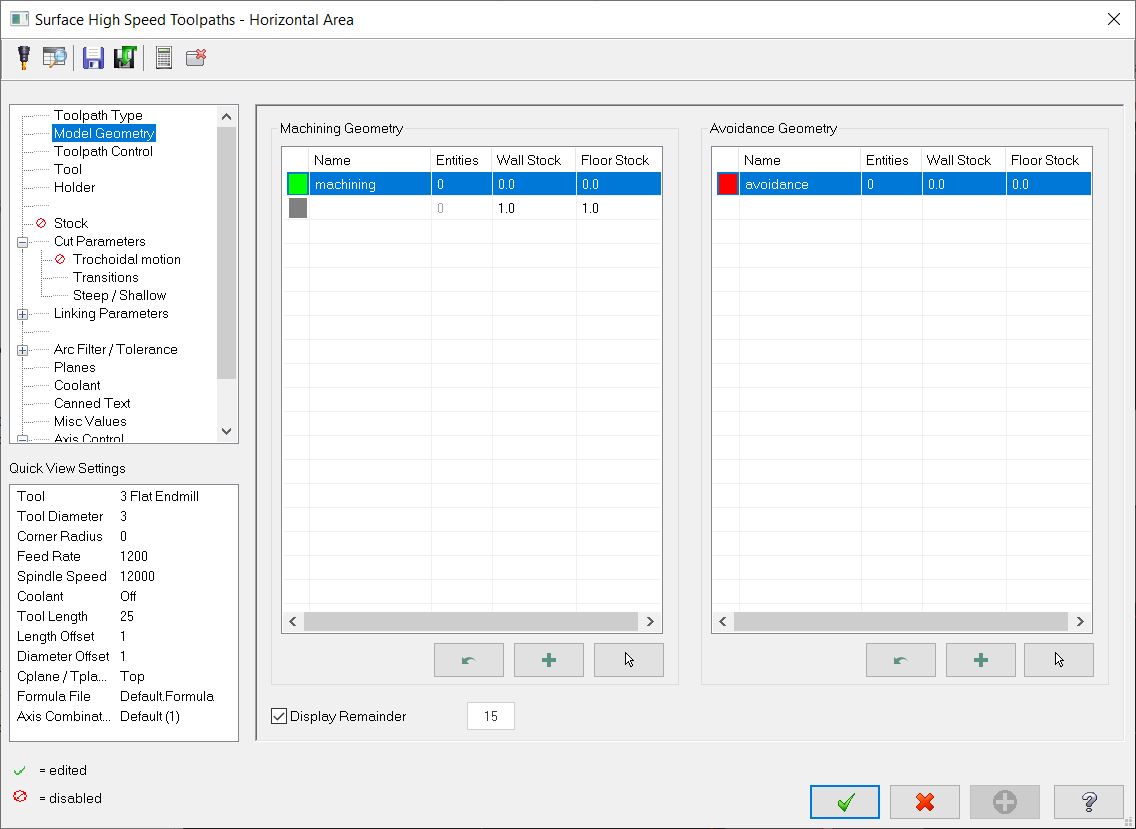 Surface High Speed Toolpaths - Horizontal Area
Toolpath Type
Model Geometry
Toolpath Control
Tool
Holder
Stock
Cut Parameters
Trochoidal motion
Transitions
Steep / Shallow
Linking Parameters
Arc Filter / Tolerance
Planes
Coolant
Canned Text
Misc Values
Axis Control
Quick View Settings
Tool 3 Flat Endmill
Tool Diameter 3
Corner Radius 0
Feed Rate 1200
Spindle Speed 12000
Coolant Off
Tool Length 25
Length Offset 1
Diameter Offset 1
Cplane / Tpla... Top
Formula File Default.Formula
Axis Combinat... Default (1)
= edited
= disabled
Machining Geometry
Name Entities Wall Stock Floor Stock
machining 0 0.0 0.0
0 1.0 1.0
Display Remainder 15
Avoidance Geometry
Name Entities Wall Stock Floor Stock
avoidance 0 0.0 0.0